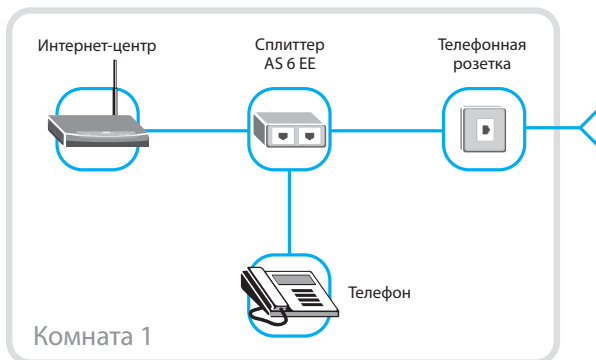 Интернет-центр
Сплиттер
AS 6 EE
Телефонная
розетка
Телефон
Комната 1